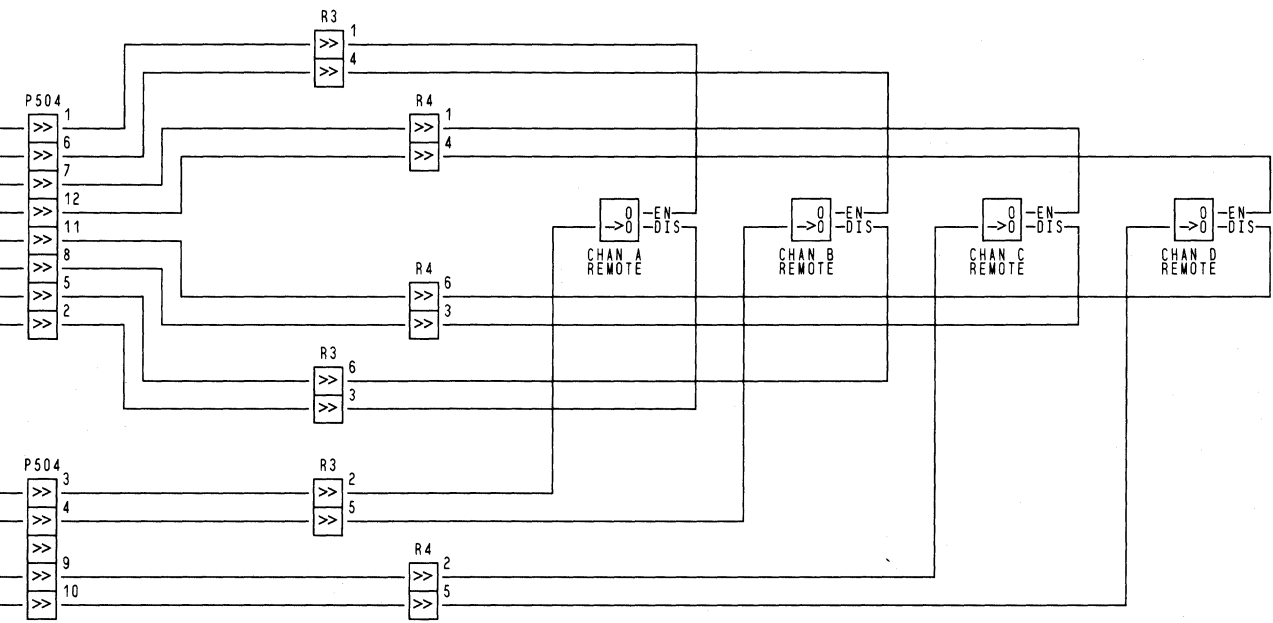 R3
>> 1
>> 4
P504
>> 1
>> 6
>> 7
>> 12
>> 11
>> 8
>> 5
>> 2
R4
>> 1
>> 4
0 EN
->0 DIS
CHAN A
REMOTE
0 EN
->0 DIS
CHAN B
REMOTE
0 EN
->0 DIS
CHAN C
REMOTE
0 EN
->0 DIS
CHAN D
REMOTE
R4
>> 6
>> 3
R3
>> 6
>> 3
P504
>> 3
>> 4
>>
>> 9
>> 10
R3
>> 2
>> 5
R4
>> 2
>> 5